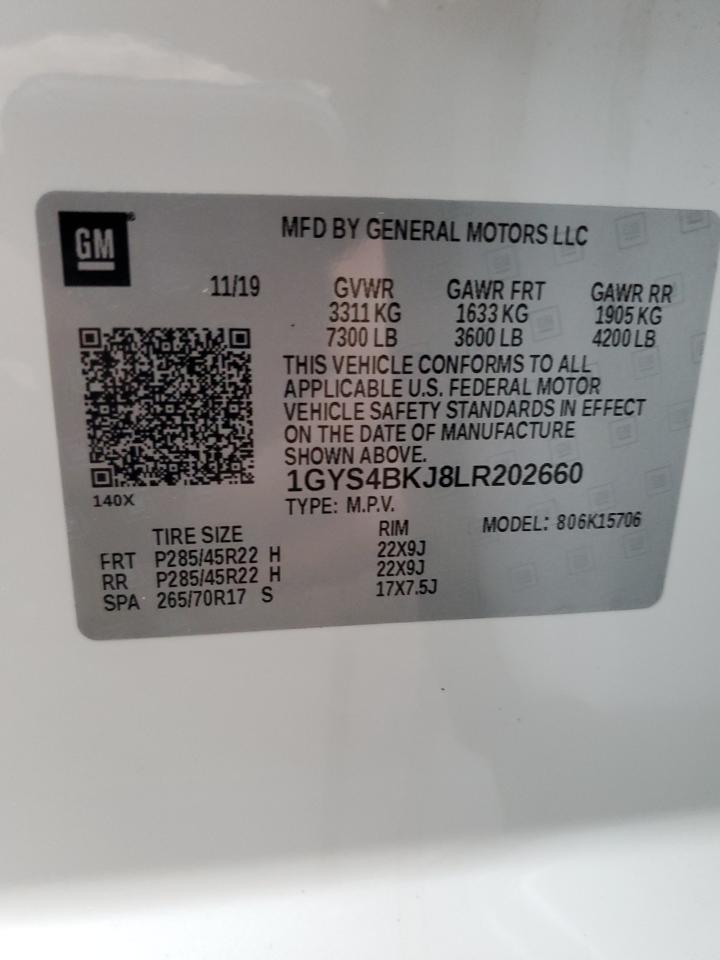 GM
MFD BY GENERAL MOTORS LLC
11/19 GVWR GAWR FRT GAWR RR
3311 KG 1633 KG 1905 KG
7300 LB 3600 LB 4200 LB
THIS VEHICLE CONFORMS TO ALL
APPLICABLE U.S. FEDERAL MOTOR
VEHICLE SAFETY STANDARDS IN EFFECT
ON THE DATE OF MANUFACTURE
SHOWN ABOVE.
1GYS4BKJ8LR202660
140X
TYPE: M.P.V. MODEL: 806K15706
TIRE SIZE RIM
FRT P285/45R22 H 22X9J
RR P285/45R22 H 22X9J
SPA 265/70R17 S 17X7.5J